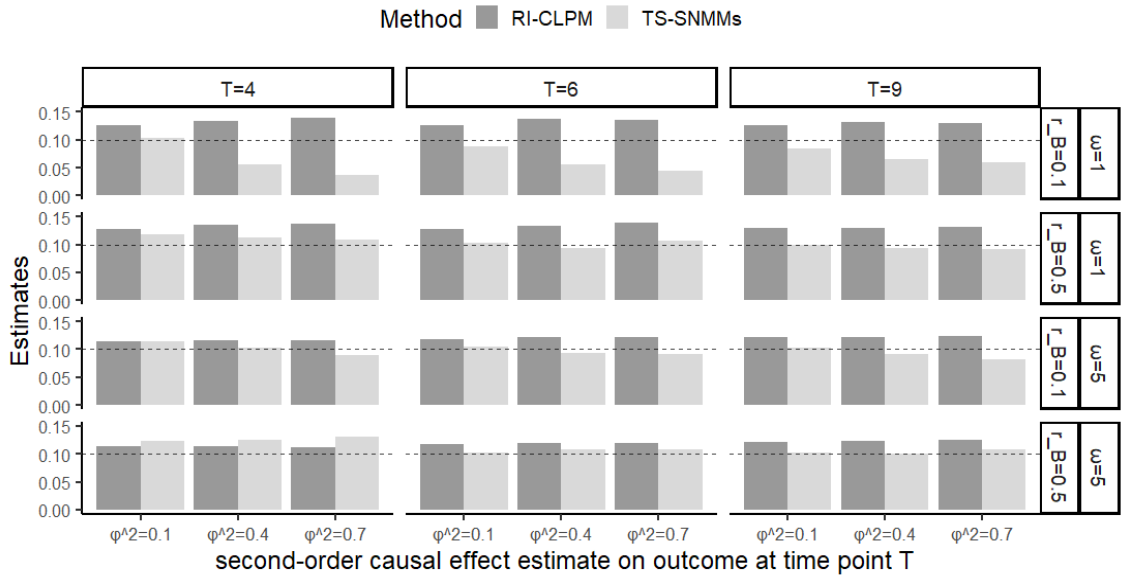 Method RI-CLPM TS-SNMMs
T=4 T=6 T=9
Estimates
0.15
0.10
0.05
0.00
r_B=0.1 ω=1
0.15
0.10
0.05
0.00
r_B=0.5 ω=1
0.15
0.10
0.05
0.00
r_B=0.1 ω=5
0.15
0.10
0.05
0.00
r_B=0.5 ω=5
φ^2=0.1 φ^2=0.4 φ^2=0.7 φ^2=0.1 φ^2=0.4 φ^2=0.7 φ^2=0.1 φ^2=0.4 φ^2=0.7
second-order causal effect estimate on outcome at time point T